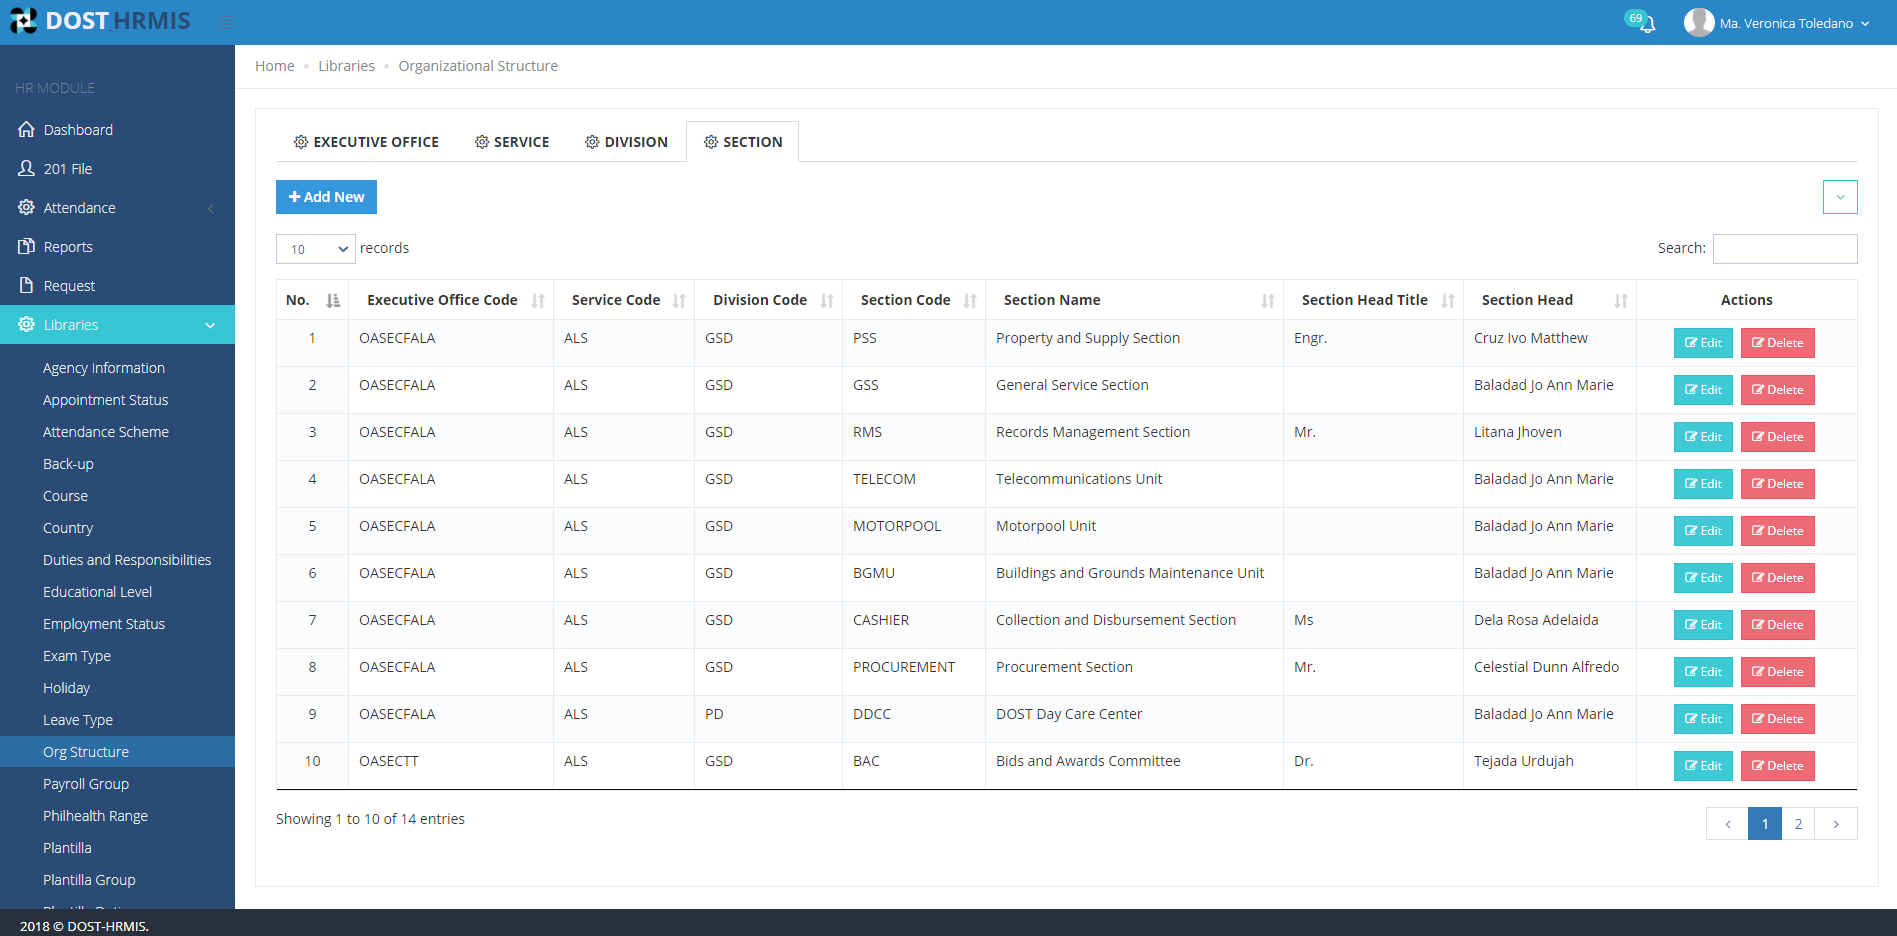 DOST_HRMIS
69
Ma. Veronica Toledano
HR MODULE
Dashboard
201 File
Attendance
Reports
Request
Libraries
Agency Information
Appointment Status
Attendance Scheme
Back-up
Course
Country
Duties and Responsibilities
Educational Level
Employment Status
Exam Type
Holiday
Leave Type
Org Structure
Payroll Group
Philhealth Range
Plantilla
Plantilla Group
Home • Libraries • Organizational Structure
EXECUTIVE OFFICE SERVICE DIVISION SECTION
Add New
10 records Search:
No. Executive Office Code Service Code Division Code Section Code Section Name Section Head Title Section Head Actions
1 OASECFALA ALS GSD PSS Property and Supply Section Engr. Cruz Ivo Matthew Edit Delete
2 OASECFALA ALS GSD GSS General Service Section Baladad Jo Ann Marie Edit Delete
3 OASECFALA ALS GSD RMS Records Management Section Mr. Litana Jhoven Edit Delete
4 OASECFALA ALS GSD TELECOM Telecommunications Unit Baladad Jo Ann Marie Edit Delete
5 OASECFALA ALS GSD MOTORPOOL Motorpool Unit Baladad Jo Ann Marie Edit Delete
6 OASECFALA ALS GSD BGMU Buildings and Grounds Maintenance Unit Baladad Jo Ann Marie Edit Delete
7 OASECFALA ALS GSD CASHIER Collection and Disbursement Section Ms Dela Rosa Adelaida Edit Delete
8 OASECFALA ALS GSD PROCUREMENT Procurement Section Mr. Celestial Dunn Alfredo Edit Delete
9 OASECFALA ALS PD DDCC DOST Day Care Center Baladad Jo Ann Marie Edit Delete
10 OASECTT ALS GSD BAC Bids and Awards Committee Dr. Tejada Urdujah Edit Delete
Showing 1 to 10 of 14 entries
< 1 2 >
2018 © DOST-HRMIS.